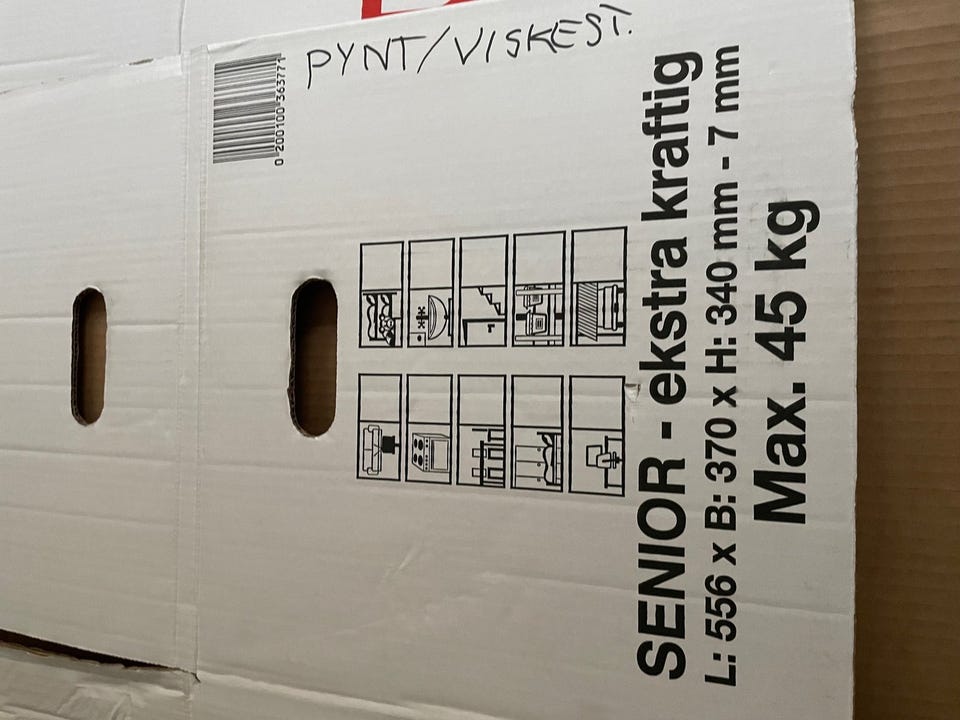 PYNT/VISKEST.
0 200100 363771
SENIOR - ekstra kraftig
L: 556 x B: 370 x H: 340 mm - 7 mm
Max. 45 kg